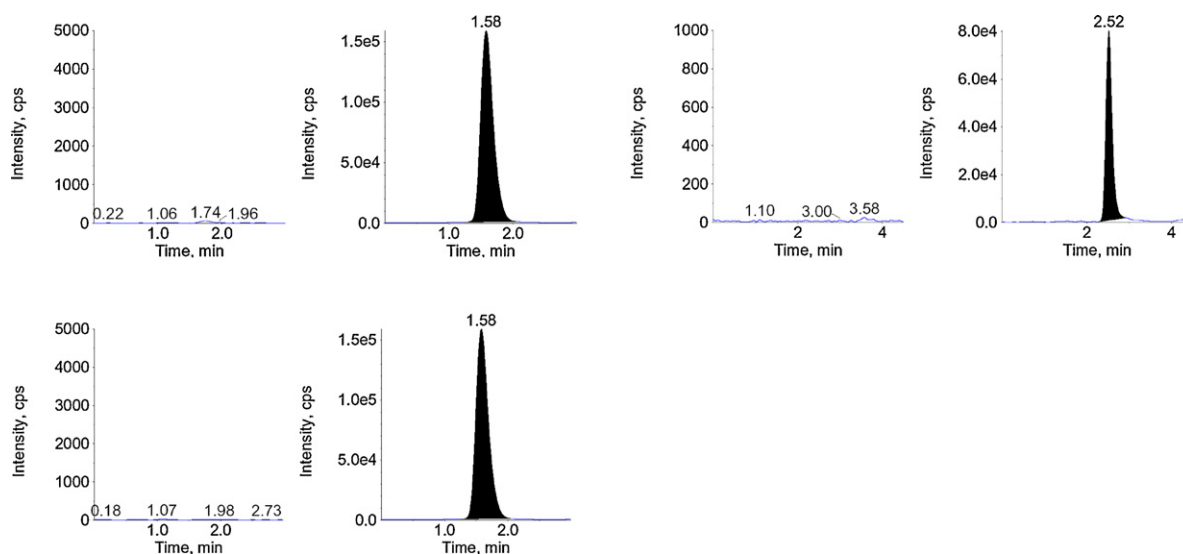 Intensity, cps
5000
4000
3000
2000
1000
0
0.22 1.06 1.74 1.96
1.0 2.0
Time, min
Intensity, cps
1.58
1.5e5
1.0e5
5.0e4
0.0
1.0 2.0
Time, min
Intensity, cps
1000
800
600
400
200
0
1.10 3.00 3.58
2 4
Time, min
Intensity, cps
2.52
8.0e4
6.0e4
4.0e4
2.0e4
0.0
2 4
Time, min
Intensity, cps
5000
4000
3000
2000
1000
0
0.18 1.07 1.98 2.73
1.0 2.0
Time, min
Intensity, cps
1.58
1.5e5
1.0e5
5.0e4
0.0
1.0 2.0
Time, min